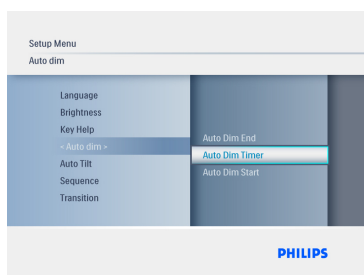 Setup Menu
Auto dim
Language
Brightness
Key Help
< Auto dim >
Auto Tilt
Sequence
Transition
Auto Dim End
Auto Dim Timer
Auto Dim Start
PHILIPS